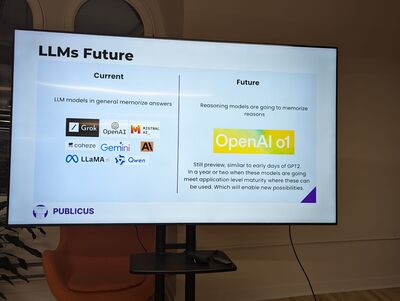 LLMs Future
Current
LLM models in general memorize answers
Grok
OpenAI
MISTRAL
AI_
cohere
Gemini
AI
LLaMA
Qwen
Future
Reasoning models are going to memorize
reasons
OpenAI o1
Still preview, similar to early days of GPT2.
In a year or two when these models are going
meet application level maturity where these can
be used. Which will enable new possibilities.
PUBLICUS